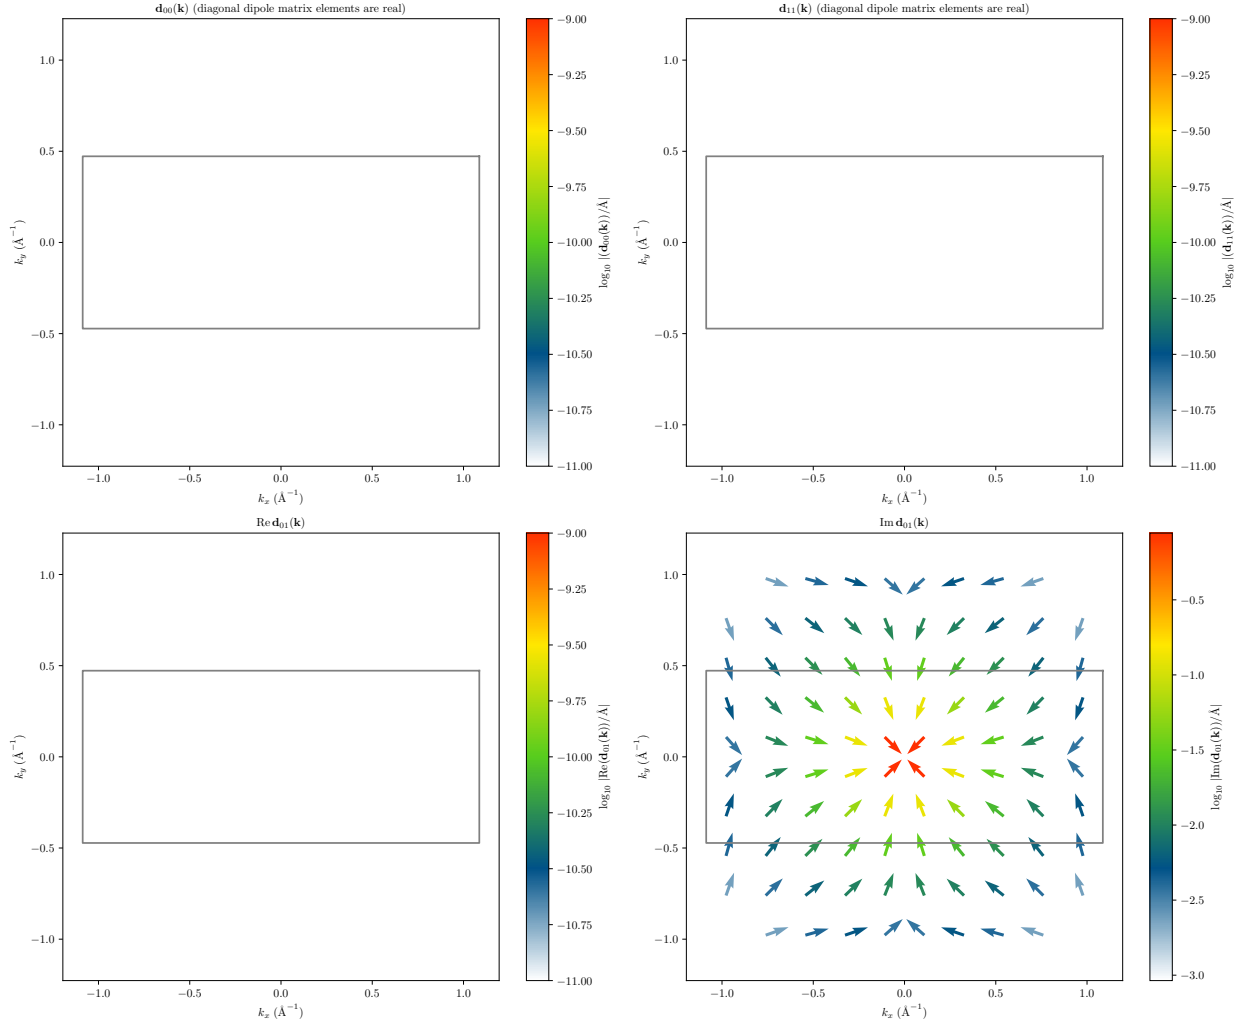 d₀₀(k) (diagonal dipole matrix elements are real)
1.0
0.5
0.0
−0.5
−1.0
k_y (Å⁻¹)
−1.0 −0.5 0.0 0.5 1.0
k_x (Å⁻¹)
−9.00
−9.25
−9.50
−9.75
−10.00
−10.25
−10.50
−10.75
−11.00
log₁₀ |(d₀₀(k))/Å|
d₁₁(k) (diagonal dipole matrix elements are real)
1.0
0.5
0.0
−0.5
−1.0
k_y (Å⁻¹)
−1.0 −0.5 0.0 0.5 1.0
k_x (Å⁻¹)
−9.00
−9.25
−9.50
−9.75
−10.00
−10.25
−10.50
−10.75
−11.00
log₁₀ |(d₁₁(k))/Å|
Re d₀₁(k)
1.0
0.5
0.0
−0.5
−1.0
k_y (Å⁻¹)
−1.0 −0.5 0.0 0.5 1.0
k_x (Å⁻¹)
−9.00
−9.25
−9.50
−9.75
−10.00
−10.25
−10.50
−10.75
−11.00
log₁₀ |Re(d₀₁(k))/Å|
Im d₀₁(k)
1.0
0.5
0.0
−0.5
−1.0
k_y (Å⁻¹)
−1.0 −0.5 0.0 0.5 1.0
k_x (Å⁻¹)
−0.5
−1.0
−1.5
−2.0
−2.5
−3.0
log₁₀ |Im(d₀₁(k))/Å|